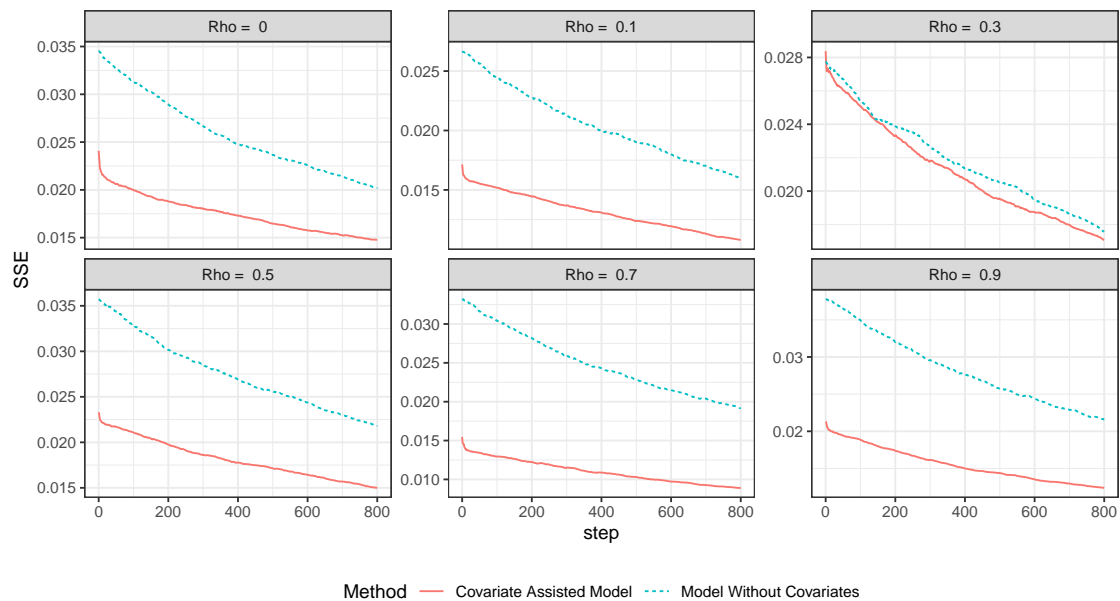 Rho = 0
Rho = 0.1
Rho = 0.3
0.035
0.030
0.025
0.020
0.015
0.025
0.020
0.015
0.028
0.024
0.020
SSE
Rho = 0.5
Rho = 0.7
Rho = 0.9
0.035
0.030
0.025
0.020
0.015
0.030
0.025
0.020
0.015
0.010
0.03
0.02
0 200 400 600 800
0 200 400 600 800
0 200 400 600 800
step
Method Covariate Assisted Model Model Without Covariates